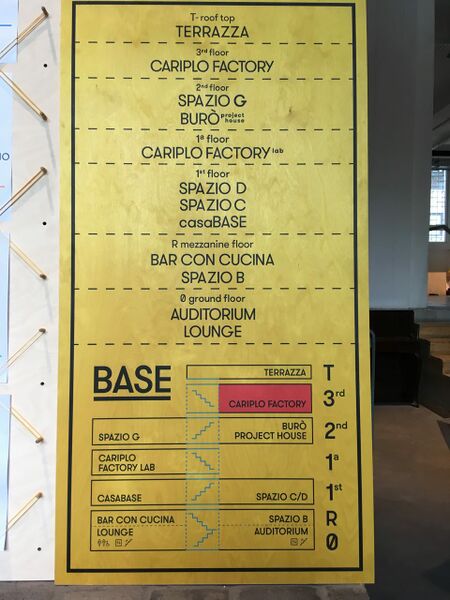 T- roof top
TERRAZZA
3rd floor
CARIPLO FACTORY
2nd floor
SPAZIO G
BURÒ project house
1ª floor
CARIPLO FACTORY lab
1st floor
SPAZIO D
SPAZIO C
casaBASE
R mezzanine floor
BAR CON CUCINA
SPAZIO B
0 ground floor
AUDITORIUM
LOUNGE
BASE
TERRAZZA T
CARIPLO FACTORY 3rd
SPAZIO G BURÒ PROJECT HOUSE 2nd
CARIPLO FACTORY LAB 1ª
CASABASE SPAZIO C/D 1st
BAR CON CUCINA SPAZIO B R
LOUNGE AUDITORIUM 0